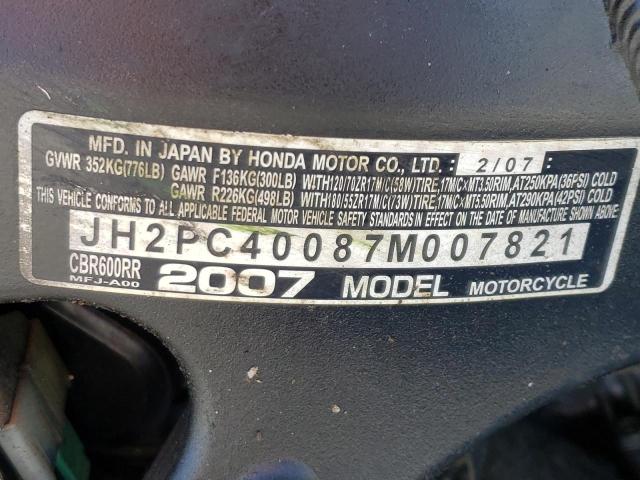 MFD. IN JAPAN BY HONDA MOTOR CO., LTD. 2/07
GVWR 352KG(776LB) GAWR F136KG(300LB) WITH120/70ZR17M/C(58W)TIRE,17M/C×MT3.50RIM,AT250KPA(36PSI) COLD
GAWR R226KG(498LB) WITH180/55ZR17M/C(73W)TIRE,17M/C×MT5.50RIM,AT290KPA(42PSI) COLD
THIS VEHICLE CONFORMS TO ALL APPLICABLE FEDERAL MOTOR VEHICLE SAFETY STANDARDS IN EFFECT ON THE DATE OF MANUFACTURE SHOWN ABOVE.
JH2PC40087M007821
CBR600RR 2007 MODEL MOTORCYCLE
MFJ-A00